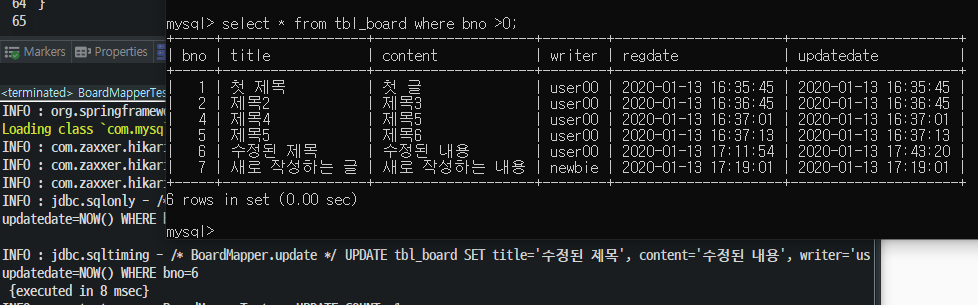 64 }
65
Markers Properties
<terminated> BoardMapperTes
INFO : org.springframewo
Loading class `com.mysql
INFO : com.zaxxer.hikari
INFO : com.zaxxer.hikari
INFO : com.zaxxer.hikari
INFO : jdbc.sqlonly - /*
updatedate=NOW() WHERE
INFO : jdbc.sqltiming - /* BoardMapper.update */ UPDATE tbl_board SET title='수정된 제목', content='수정된 내용', writer='us
updatedate=NOW() WHERE bno=6
{executed in 8 msec}
mysql> select * from tbl_board where bno >0;
| bno | title | content | writer | regdate | updatedate |
| 1 | 첫 제목 | 첫 글 | user00 | 2020-01-13 16:35:45 | 2020-01-13 16:35:45 |
| 2 | 제목2 | 제목3 | user00 | 2020-01-13 16:36:45 | 2020-01-13 16:36:45 |
| 4 | 제목4 | 제목5 | user00 | 2020-01-13 16:37:01 | 2020-01-13 16:37:01 |
| 5 | 제목5 | 제목6 | user00 | 2020-01-13 16:37:13 | 2020-01-13 16:37:13 |
| 6 | 수정된 제목 | 수정된 내용 | user00 | 2020-01-13 17:11:54 | 2020-01-13 17:43:20 |
| 7 | 새로 작성하는 글 | 새로 작성하는 내용 | newbie | 2020-01-13 17:19:01 | 2020-01-13 17:19:01 |
6 rows in set (0.00 sec)
mysql>